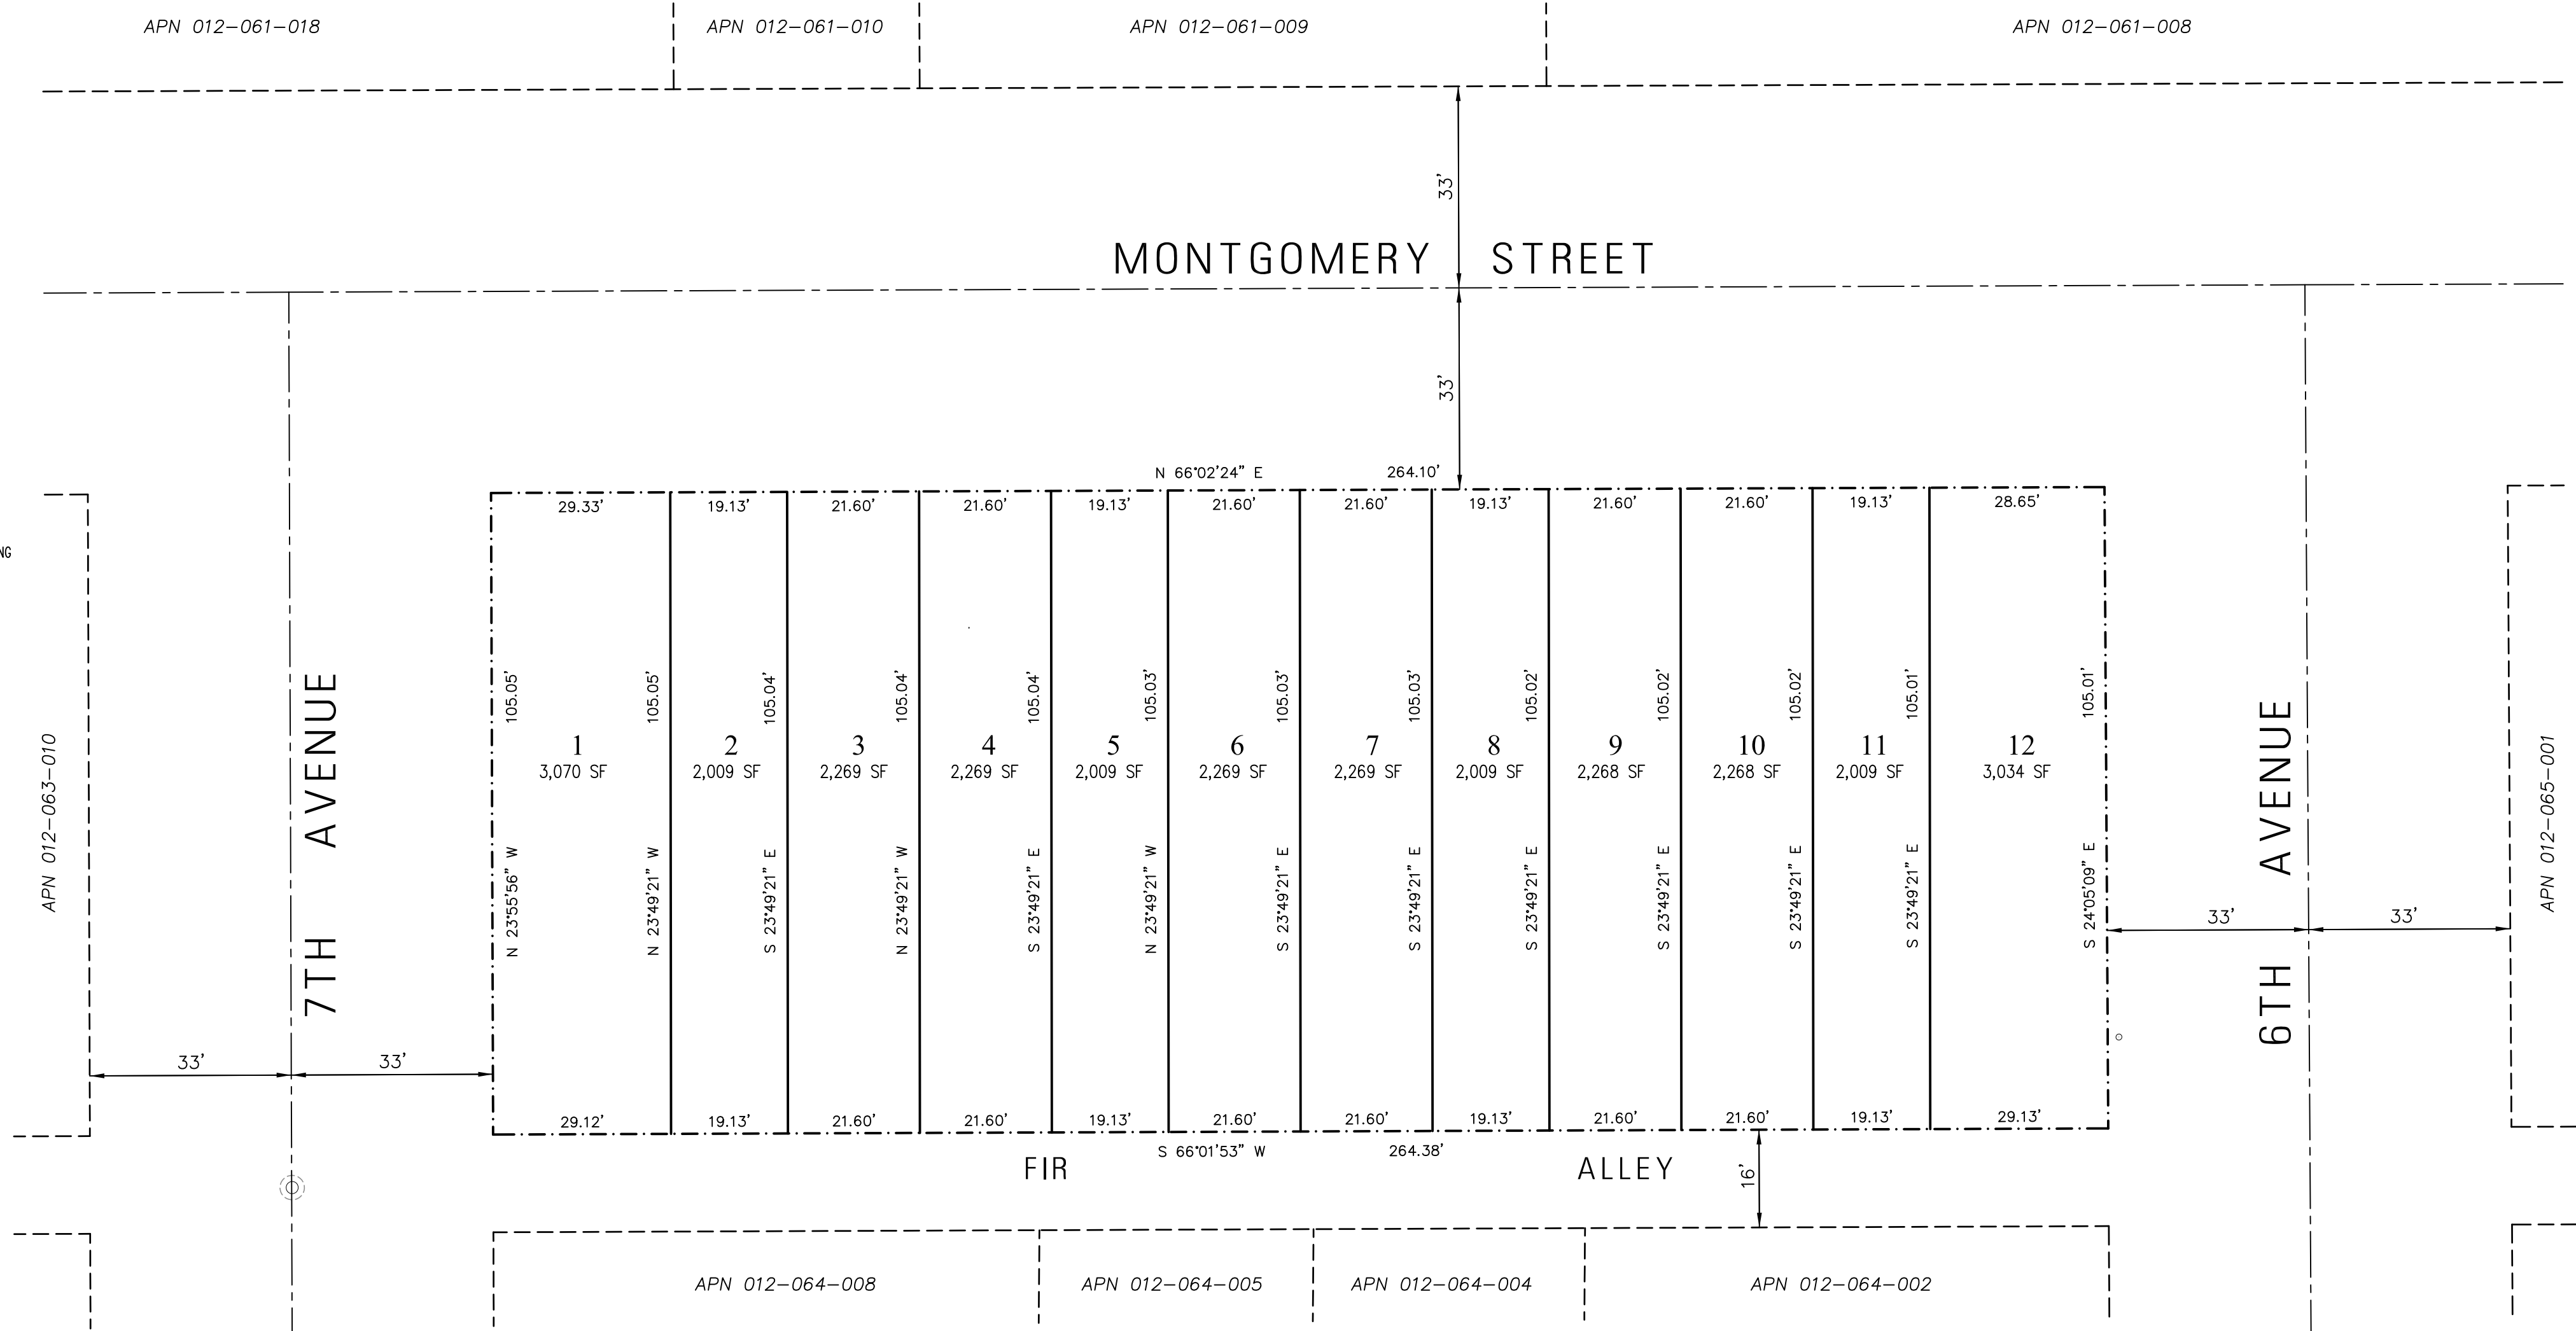 APN 012-061-018
APN 012-061-010
APN 012-061-009
APN 012-061-008
33'
MONTGOMERY STREET
33'
N 66°02'24" E 264.10'
29.33'
19.13'
21.60'
21.60'
19.13'
21.60'
21.60'
19.13'
21.60'
21.60'
19.13'
28.65'
NG
105.05'
105.05'
105.04'
105.04'
105.04'
105.03'
105.03'
105.03'
105.02'
105.02'
105.02'
105.01'
105.01'
1
3,070 SF
2
2,009 SF
3
2,269 SF
4
2,269 SF
5
2,009 SF
6
2,269 SF
7
2,269 SF
8
2,009 SF
9
2,268 SF
10
2,268 SF
11
2,009 SF
12
3,034 SF
APN 012-063-010
7TH AVENUE
N 23°55'56" W
N 23°49'21" W
S 23°49'21" E
N 23°49'21" W
S 23°49'21" E
N 23°49'21" W
S 23°49'21" E
S 23°49'21" E
S 23°49'21" E
S 23°49'21" E
S 23°49'21" E
S 23°49'21" E
S 24°05'09" E
6TH AVENUE
APN 012-065-001
33'
33'
33'
33'
29.12'
19.13'
21.60'
21.60'
19.13'
21.60'
21.60'
19.13'
21.60'
21.60'
19.13'
29.13'
S 66°01'53" W 264.38'
FIR ALLEY
16'
APN 012-064-008
APN 012-064-005
APN 012-064-004
APN 012-064-002